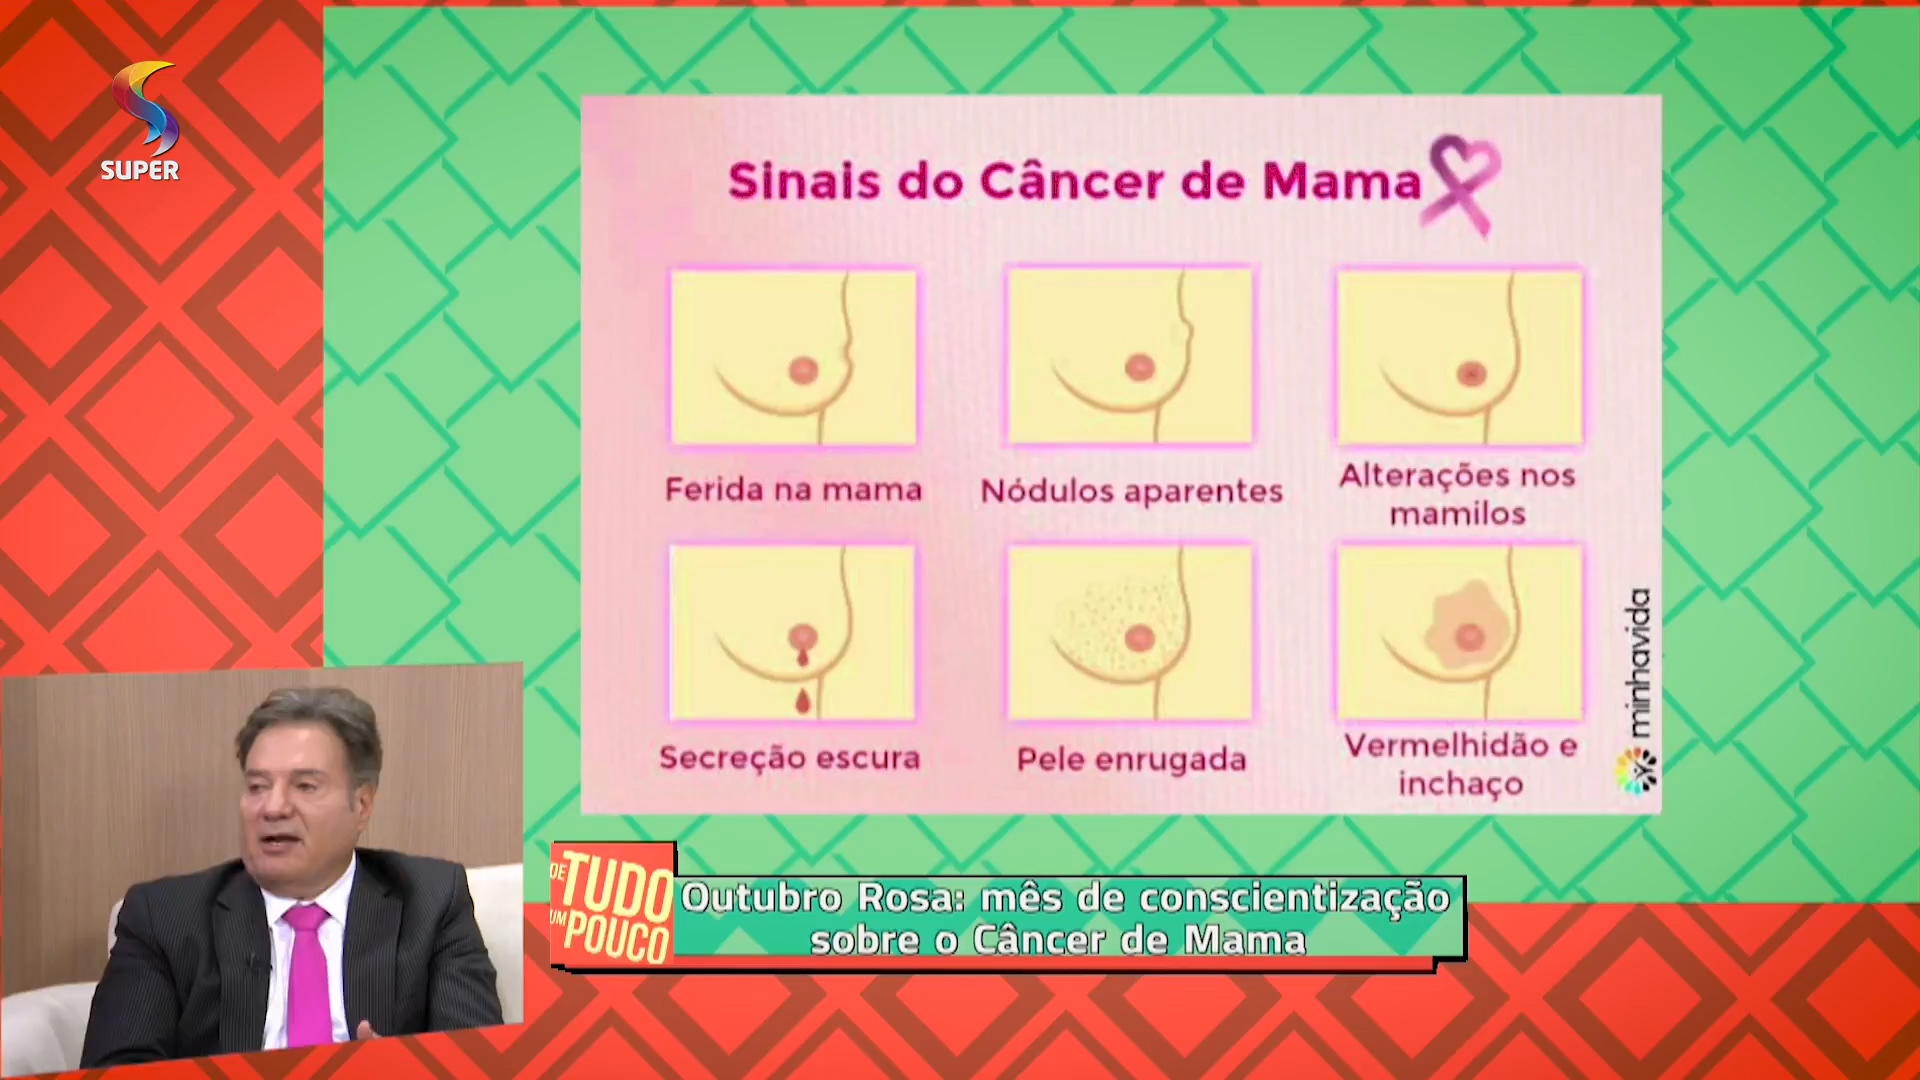 SUPER
Sinais do Câncer de Mama
Ferida na mama
Nódulos aparentes
Alterações nos
mamilos
Secreção escura
Pele enrugada
Vermelhidão e
inchaço
minhavida
DE TUDO
UM POUCO
Outubro Rosa: mês de conscientização
sobre o Câncer de Mama